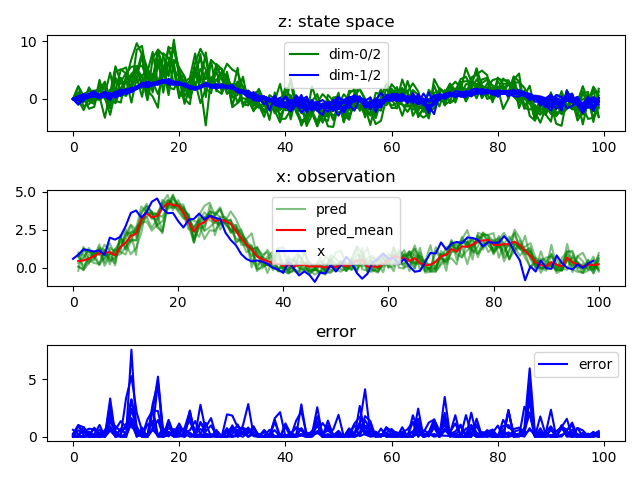 z: state space
10
0
dim-0/2
dim-1/2
0 20 40 60 80 100
x: observation
5.0
2.5
0.0
pred
pred_mean
x
0 20 40 60 80 100
error
5
0
error
0 20 40 60 80 100